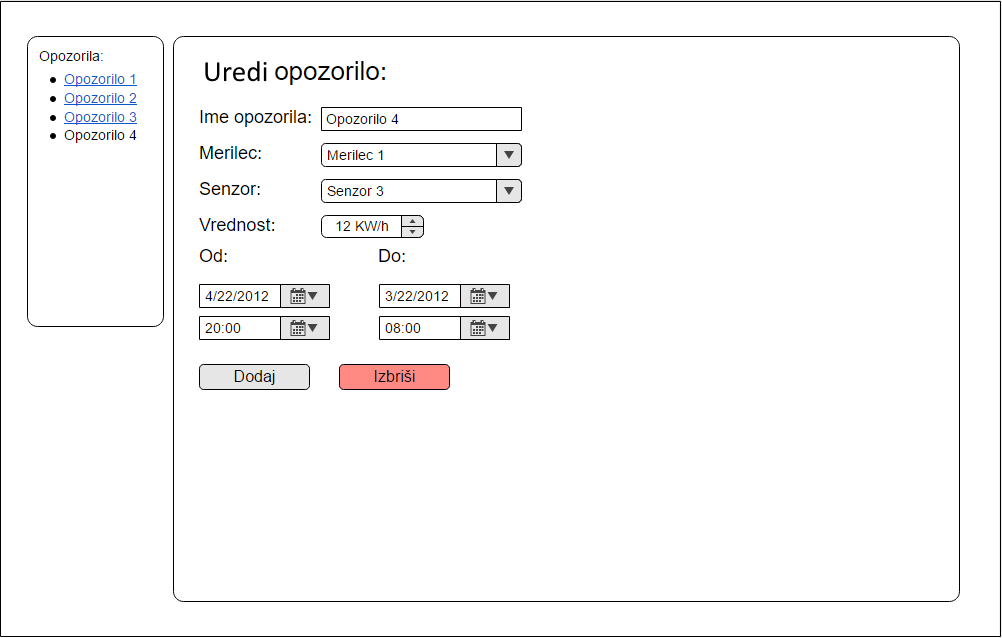 Opozorila:
Opozorilo 1
Opozorilo 2
Opozorilo 3
Opozorilo 4
Uredi opozorilo:
Ime opozorila: Opozorilo 4
Merilec: Merilec 1
Senzor: Senzor 3
Vrednost: 12 KW/h
Od: Do:
4/22/2012 3/22/2012
20:00 08:00
Dodaj Izbriši